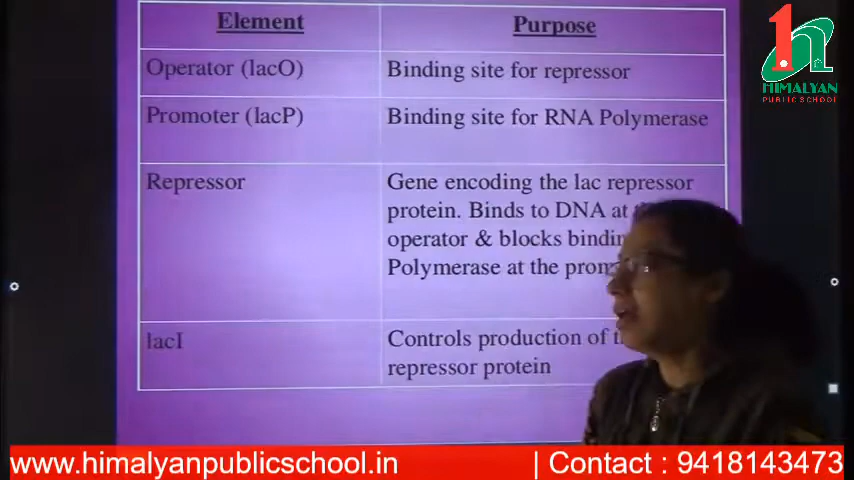 Element Purpose
Operator (lacO) Binding site for repressor
Promoter (lacP) Binding site for RNA Polymerase
Repressor Gene encoding the lac repressor
protein. Binds to DNA at
operator & blocks
Polymerase at the
lacI Controls production of
repressor protein
HIMALYAN
PUBLIC SCHOOL
www.himalyanpublicschool.in | Contact : 9418143473